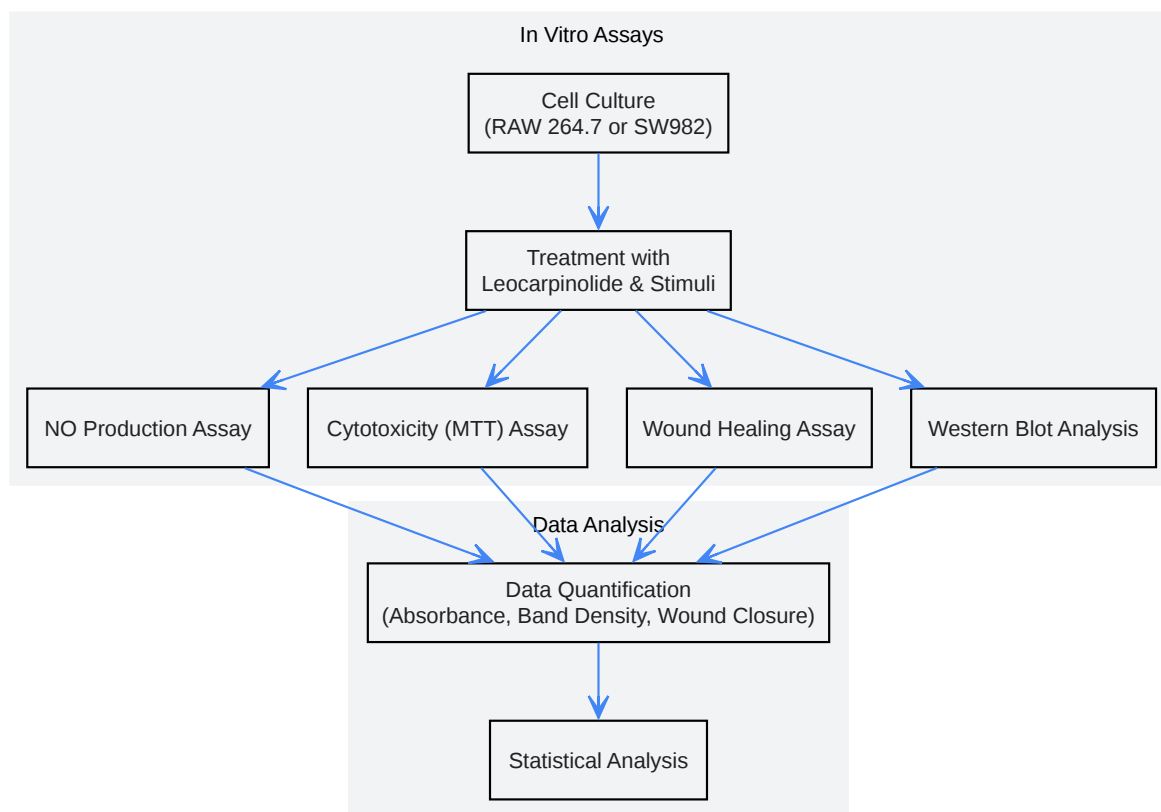 In Vitro Assays
Cell Culture
(RAW 264.7 or SW982)
Treatment with
Leocarpinolide & Stimuli
NO Production Assay
Cytotoxicity (MTT) Assay
Wound Healing Assay
Western Blot Analysis
Data Analysis
Data Quantification
(Absorbance, Band Density, Wound Closure)
Statistical Analysis